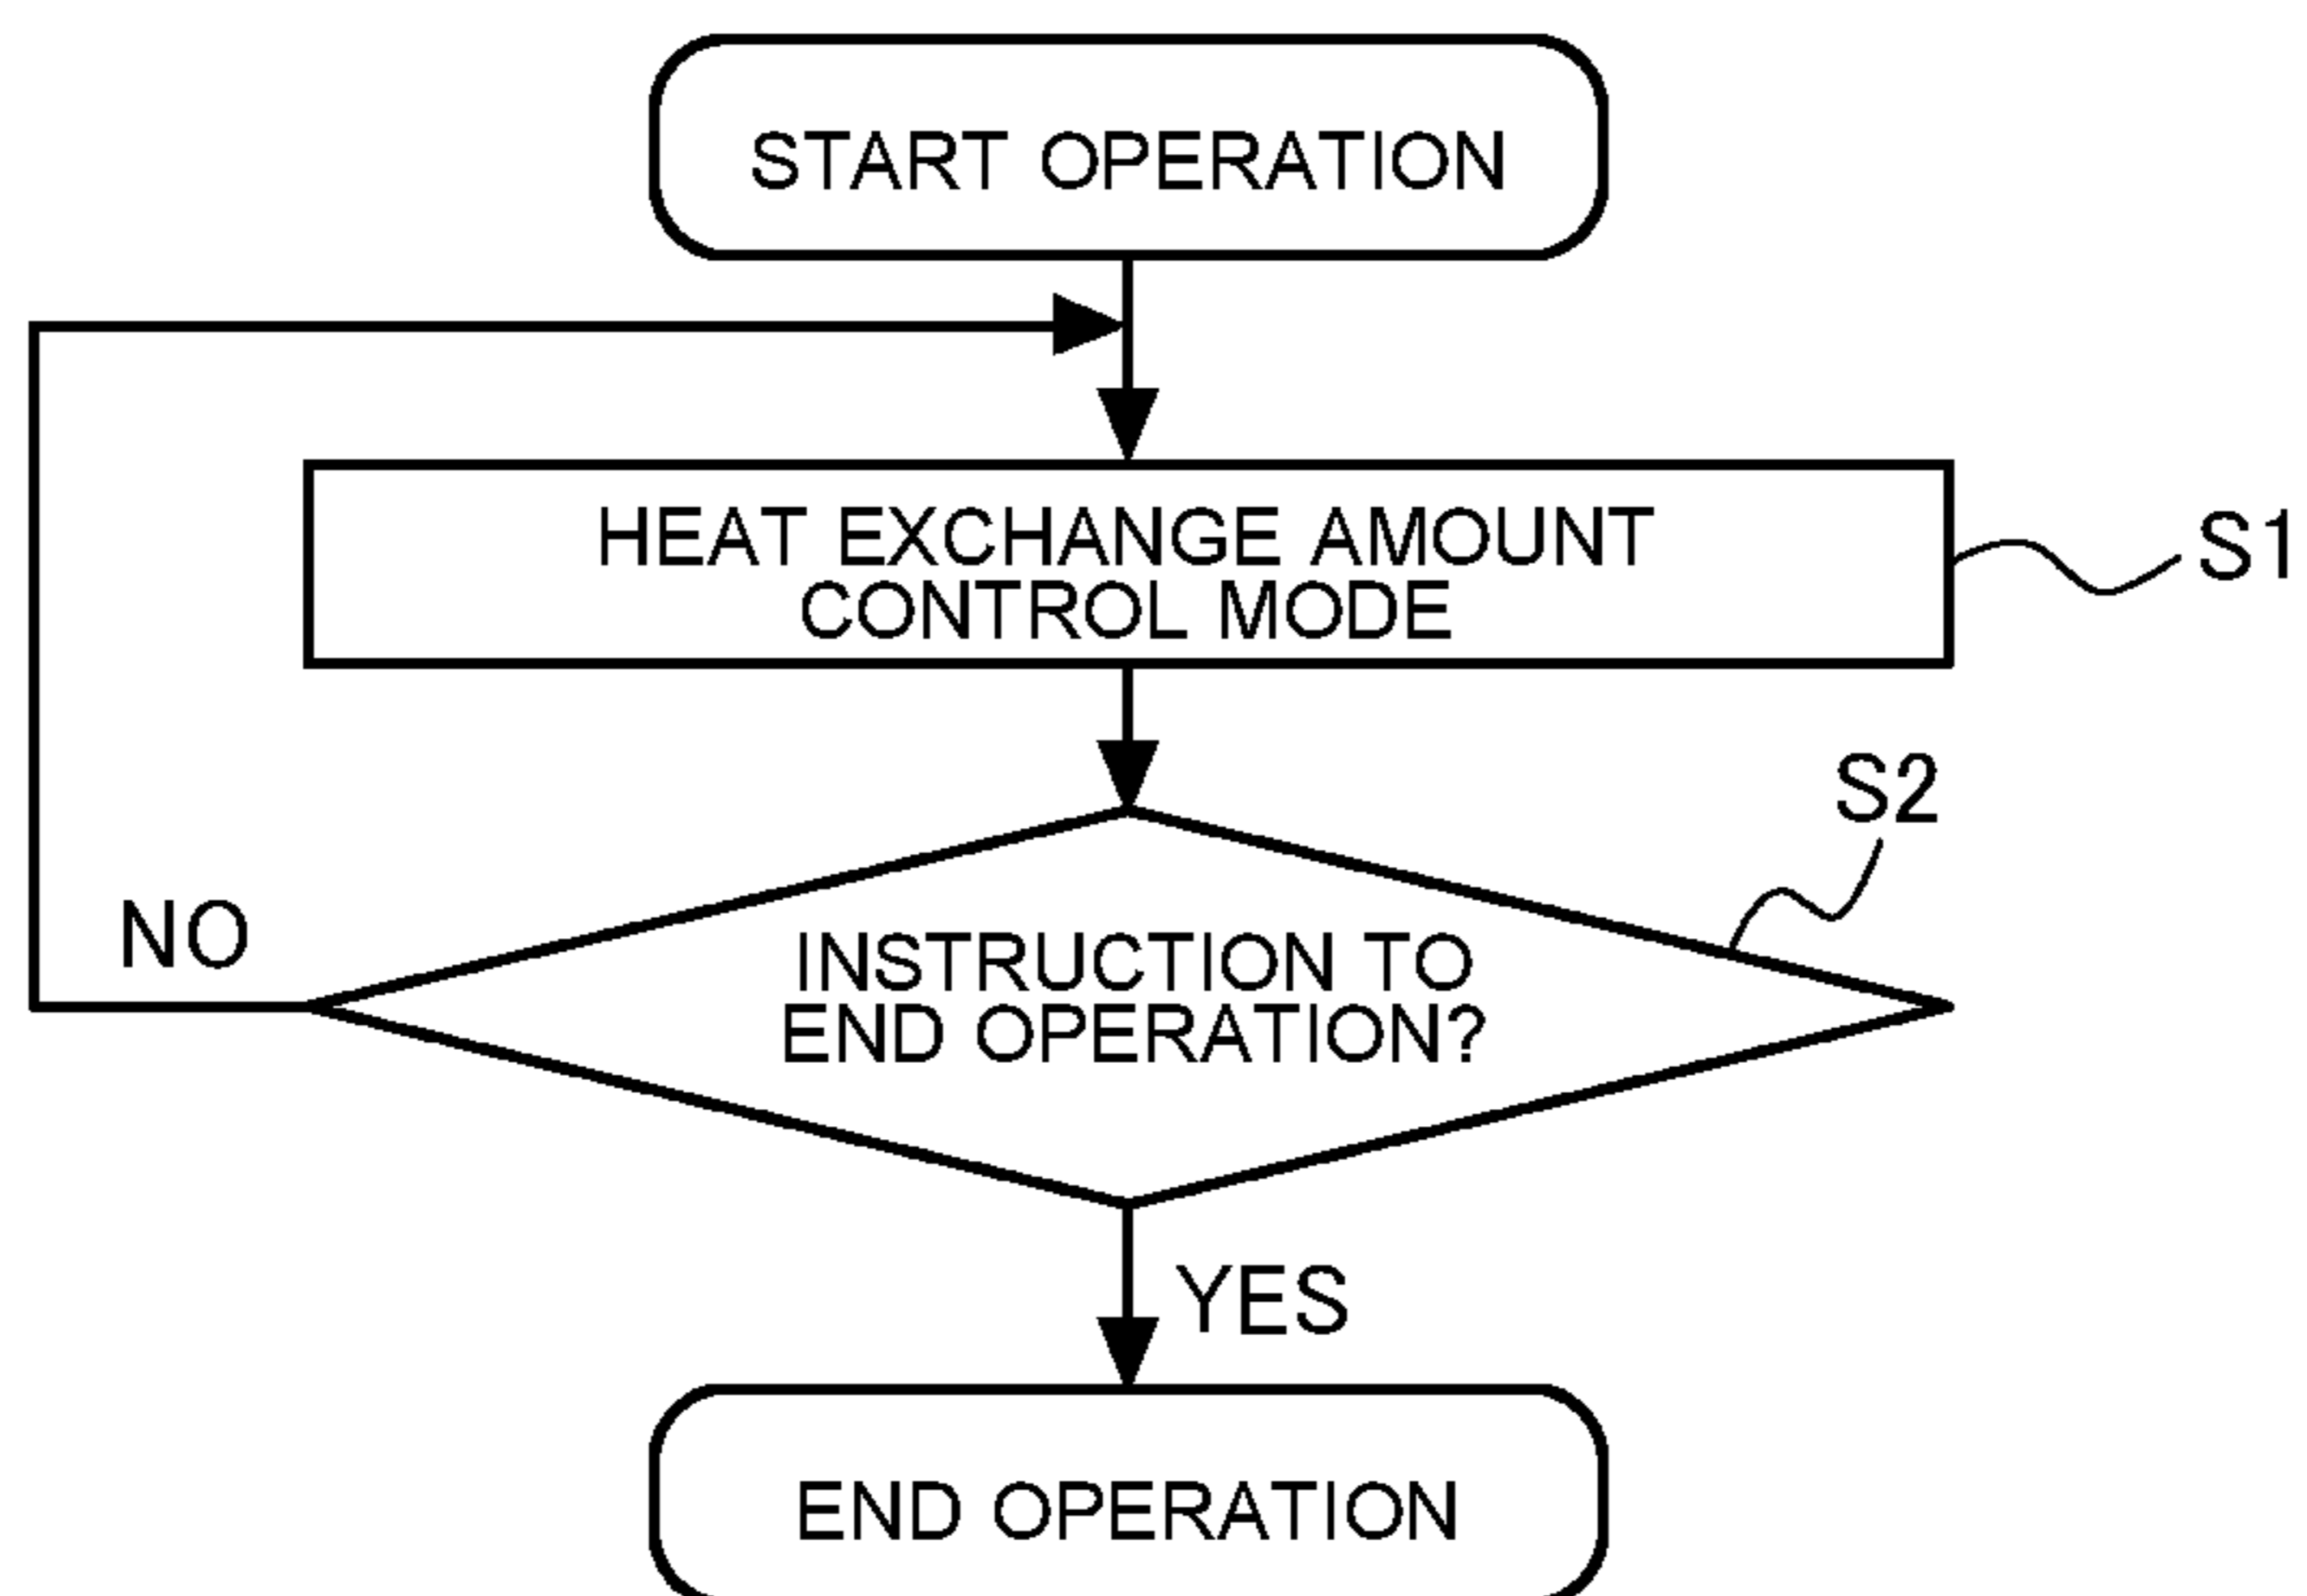 START OPERATION
HEAT EXCHANGE AMOUNT
CONTROL MODE
S1
S2
NO
INSTRUCTION TO
END OPERATION?
YES
END OPERATION